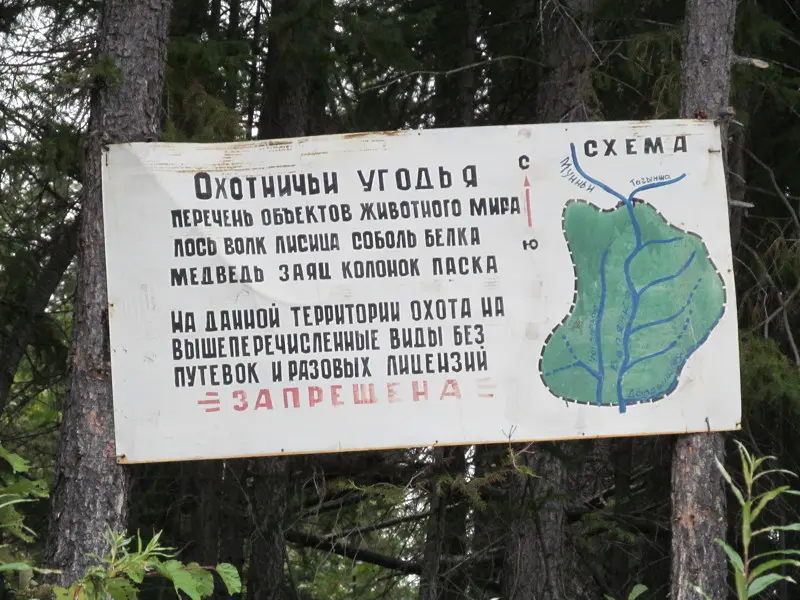 ОХОТНИЧЬИ УГОДЬЯ
ПЕРЕЧЕНЬ ОБЪЕКТОВ ЖИВОТНОГО МИРА
ЛОСЬ ВОЛК ЛИСИЦА СОБОЛЬ БЕЛКА
МЕДВЕДЬ ЗАЯЦ КОЛОНОК ЛАСКА
НА ДАННОЙ ТЕРРИТОРИИ ОХОТА НА
ВЫШЕПЕРЕЧИСЛЕННЫЕ ВИДЫ БЕЗ
ПУТЕВОК И РАЗОВЫХ ЛИЦЕНЗИЙ
ЗАПРЕЩЕНА
СХЕМА
С
Ю